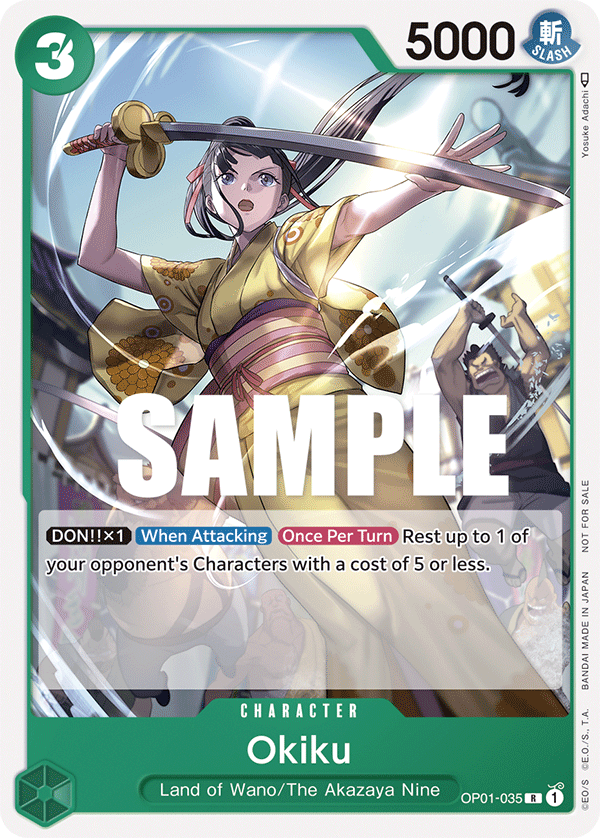 3
5000
斬
SLASH
Yosuke Adachi
SAMPLE
DON!!×1 When Attacking Once Per Turn Rest up to 1 of
your opponent's Characters with a cost of 5 or less.
CHARACTER
Okiku
Land of Wano/The Akazaya Nine
OP01-035 R 1
©EO/S ©E.O./S., T.A. BANDAI MADE IN JAPAN NOT FOR SALE